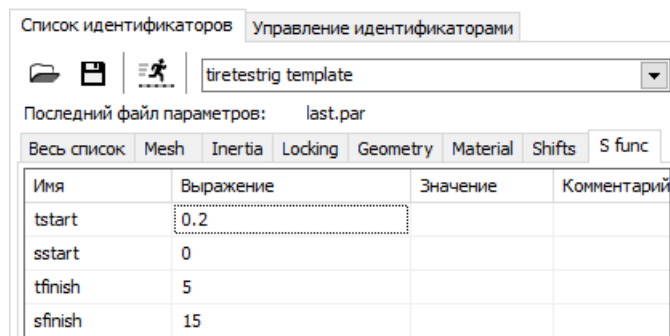 Список идентификаторов Управление идентификаторами
tiretestrig template
Последний файл параметров: last.par
Весь список Mesh Inertia Locking Geometry Material Shifts S func
Имя Выражение Значение Комментарий
tstart 0.2
sstart 0
tfinish 5
sfinish 15